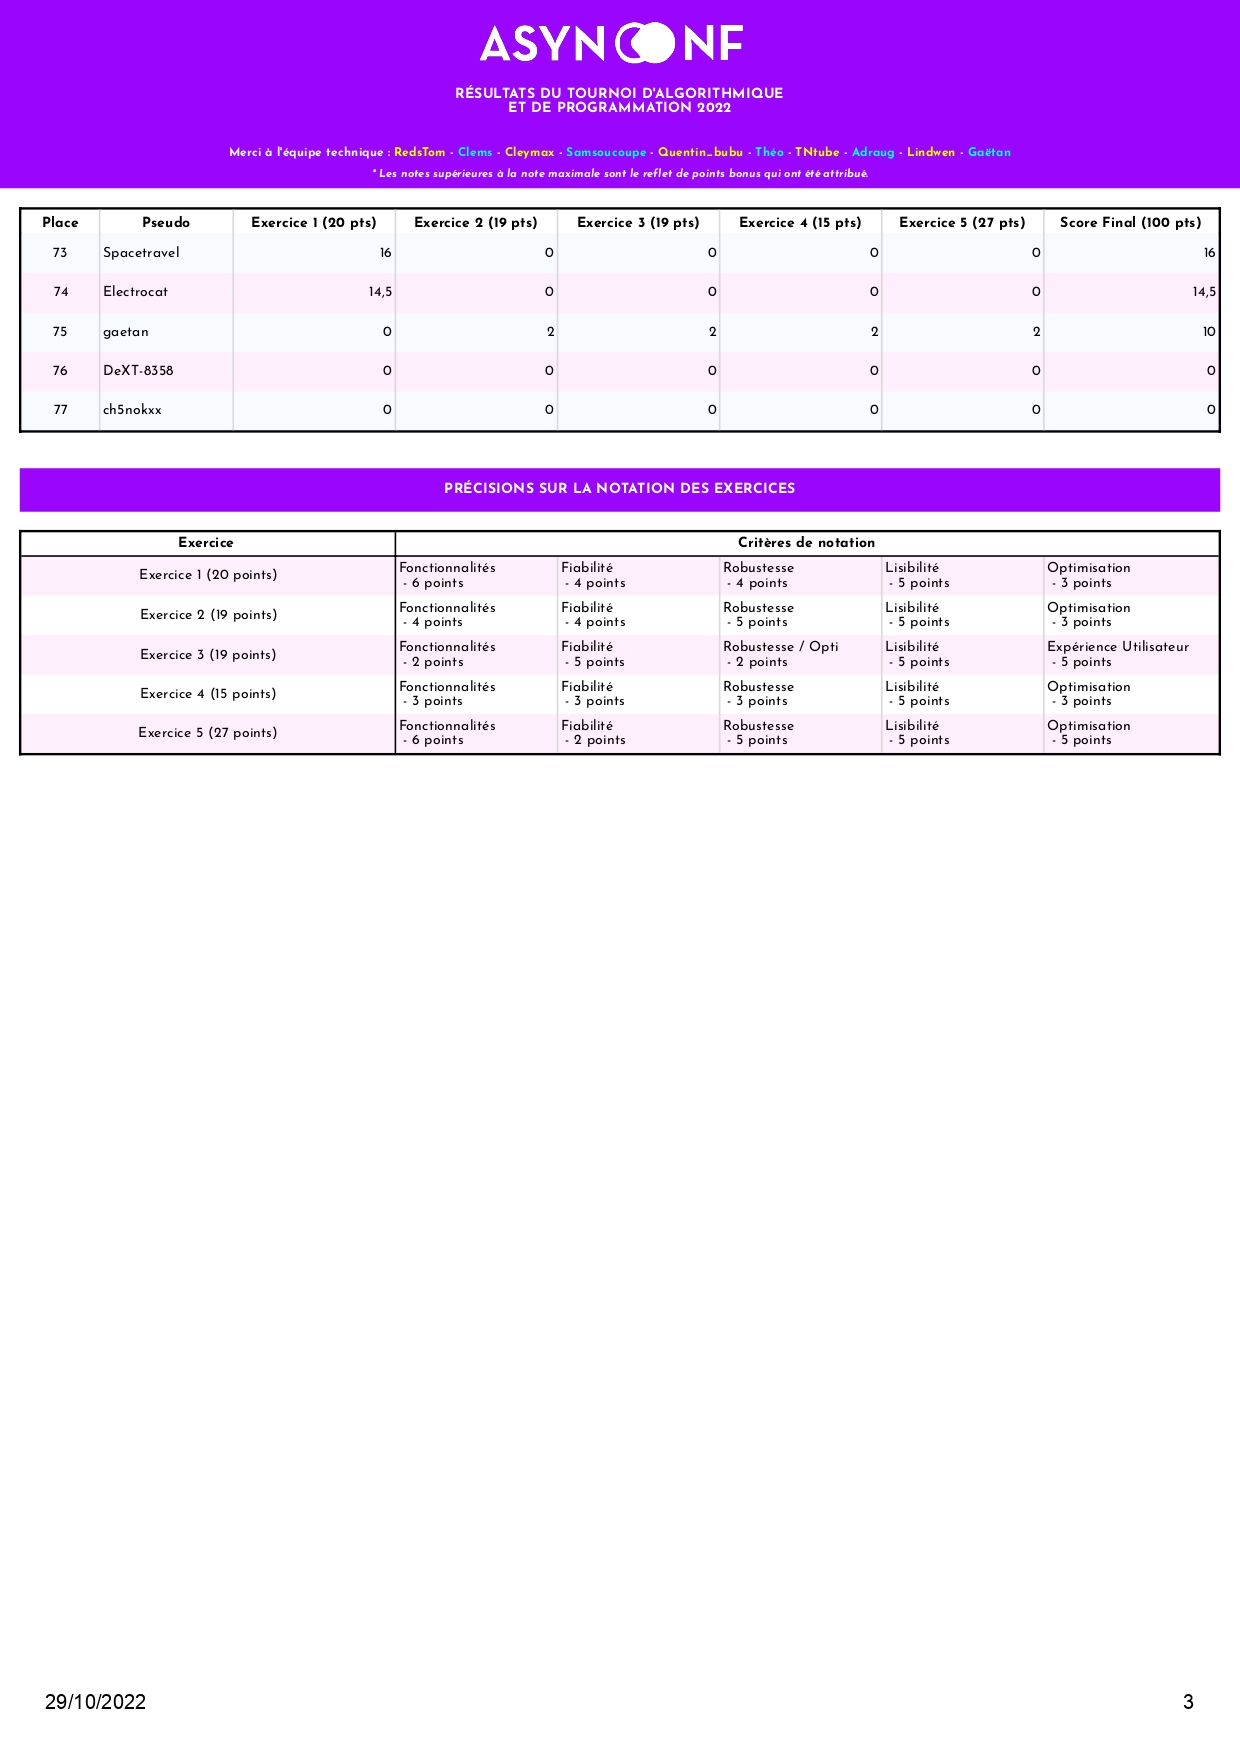 ASYNCONF
RÉSULTATS DU TOURNOI D'ALGORITHMIQUE
ET DE PROGRAMMATION 2022
Merci à l'équipe technique : RedsTom - Clems - Cleymax - Samsoucoupe - Quentin_bubu - Théo - TNtube - Adraug - Lindwen - Gaëtan
* Les notes supérieures à la note maximale sont le reflet de points bonus qui ont été attribué.
Place Pseudo Exercice 1 (20 pts) Exercice 2 (19 pts) Exercice 3 (19 pts) Exercice 4 (15 pts) Exercice 5 (27 pts) Score Final (100 pts)
73 Spacetravel 16 0 0 0 0 16
74 Electrocat 14,5 0 0 0 0 14,5
75 gaetan 0 2 2 2 2 10
76 DeXT-8358 0 0 0 0 0 0
77 ch5nokxx 0 0 0 0 0 0
PRÉCISIONS SUR LA NOTATION DES EXERCICES
Exercice Critères de notation
Exercice 1 (20 points) Fonctionnalités Fiabilité Robustesse Lisibilité Optimisation
- 6 points - 4 points - 4 points - 5 points - 3 points
Exercice 2 (19 points) Fonctionnalités Fiabilité Robustesse Lisibilité Optimisation
- 4 points - 4 points - 5 points - 5 points - 3 points
Exercice 3 (19 points) Fonctionnalités Fiabilité Robustesse / Opti Lisibilité Expérience Utilisateur
- 2 points - 5 points - 2 points - 5 points - 5 points
Exercice 4 (15 points) Fonctionnalités Fiabilité Robustesse Lisibilité Optimisation
- 3 points - 3 points - 3 points - 5 points - 3 points
Exercice 5 (27 points) Fonctionnalités Fiabilité Robustesse Lisibilité Optimisation
- 6 points - 2 points - 5 points - 5 points - 5 points
29/10/2022 3